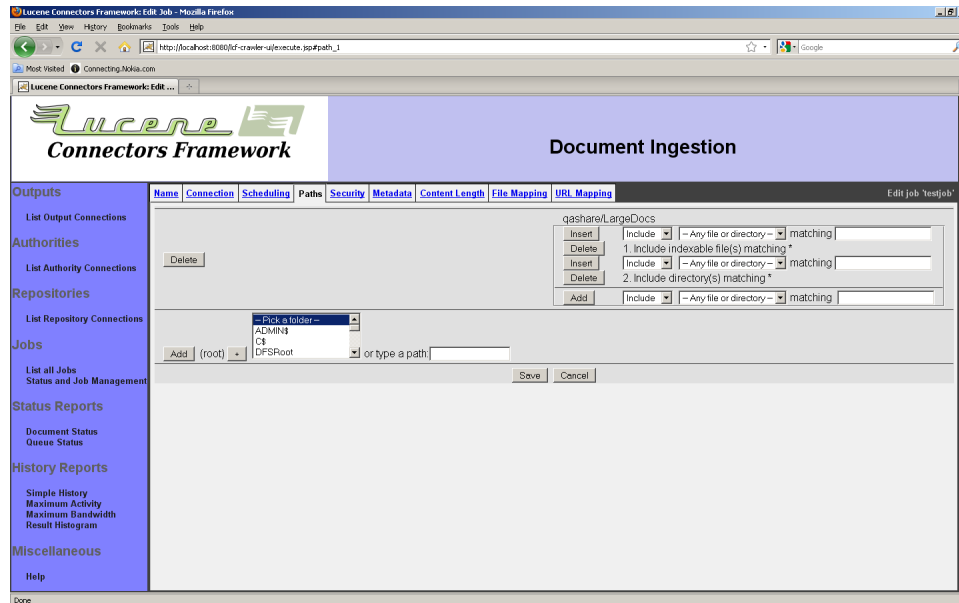 Lucene Connectors Framework: Edit Job - Mozilla Firefox
File Edit View History Bookmarks Tools Help
http://localhost:8080/lcf-crawler-ui/execute.jsp#path_1
Google
Most Visited Connecting.Nokia.com
Lucene Connectors Framework: Edit ...
Lucene
Connectors Framework
Document Ingestion
Outputs
Name Connection Scheduling Paths Security Metadata Content Length File Mapping URL Mapping Edit job 'testjob'
List Output Connections
Authorities
List Authority Connections
Repositories
List Repository Connections
Jobs
List all Jobs
Status and Job Management
Status Reports
Document Status
Queue Status
History Reports
Simple History
Maximum Activity
Maximum Bandwidth
Result Histogram
Miscellaneous
Help
Delete
qashare/LargeDocs
Insert Include -- Any file or directory -- matching
Delete 1. Include indexable file(s) matching *
Insert Include -- Any file or directory -- matching
Delete 2. Include directory(s) matching *
Add Include -- Any file or directory -- matching
-- Pick a folder --
ADMIN$
C$
DFSRoot
Add (root) + or type a path:
Save Cancel
Done